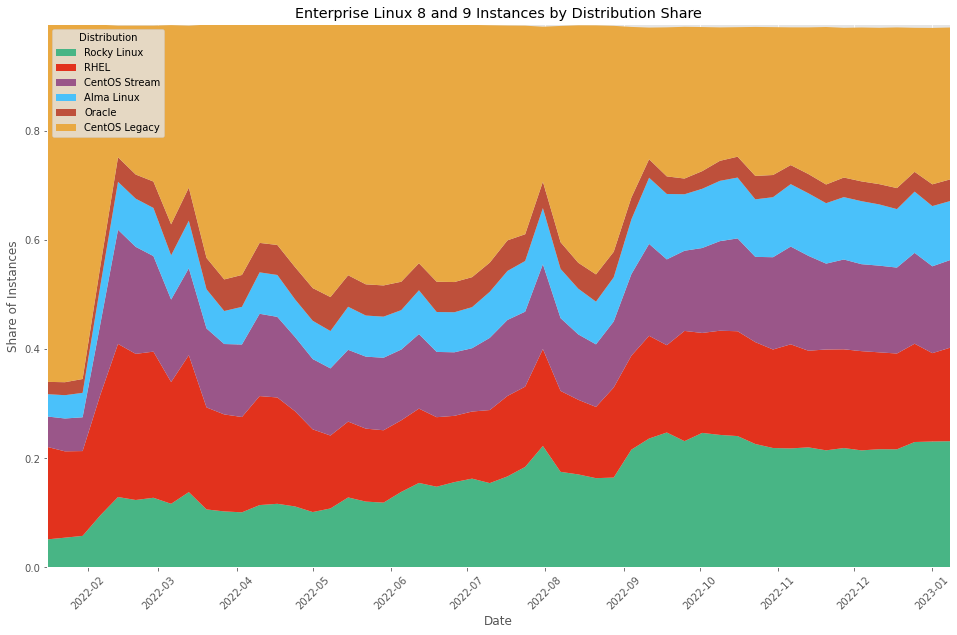 Enterprise Linux 8 and 9 Instances by Distribution Share
Distribution
Rocky Linux
RHEL
CentOS Stream
Alma Linux
Oracle
CentOS Legacy
Share of Instances
0.8
0.6
0.4
0.2
0.0
2022-02
2022-03
2022-04
2022-05
2022-06
2022-07
2022-08
2022-09
2022-10
2022-11
2022-12
2023-01
Date